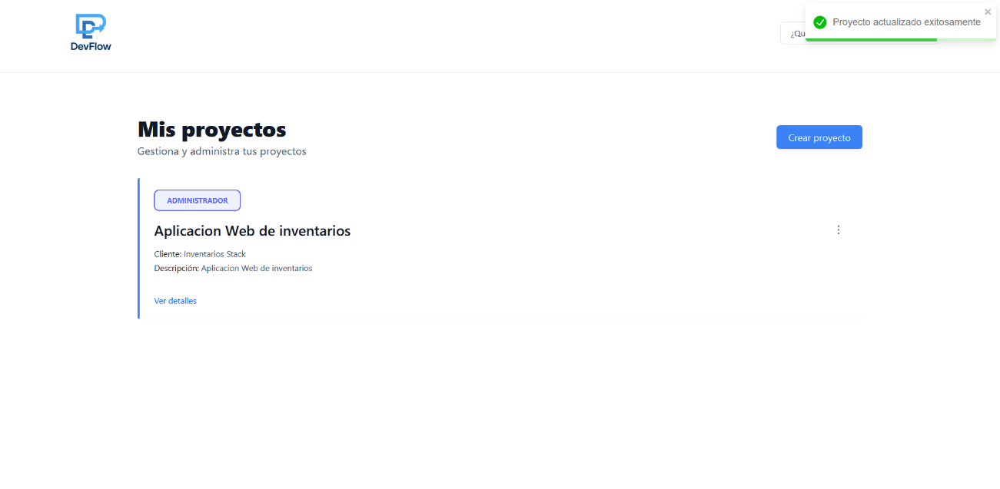 DevFlow
¿Qu
Proyecto actualizado exitosamente
Mis proyectos
Gestiona y administra tus proyectos
Crear proyecto
ADMINISTRADOR
Aplicacion Web de inventarios
Cliente: Inventarios Stack
Descripción: Aplicacion Web de inventarios
Ver detalles